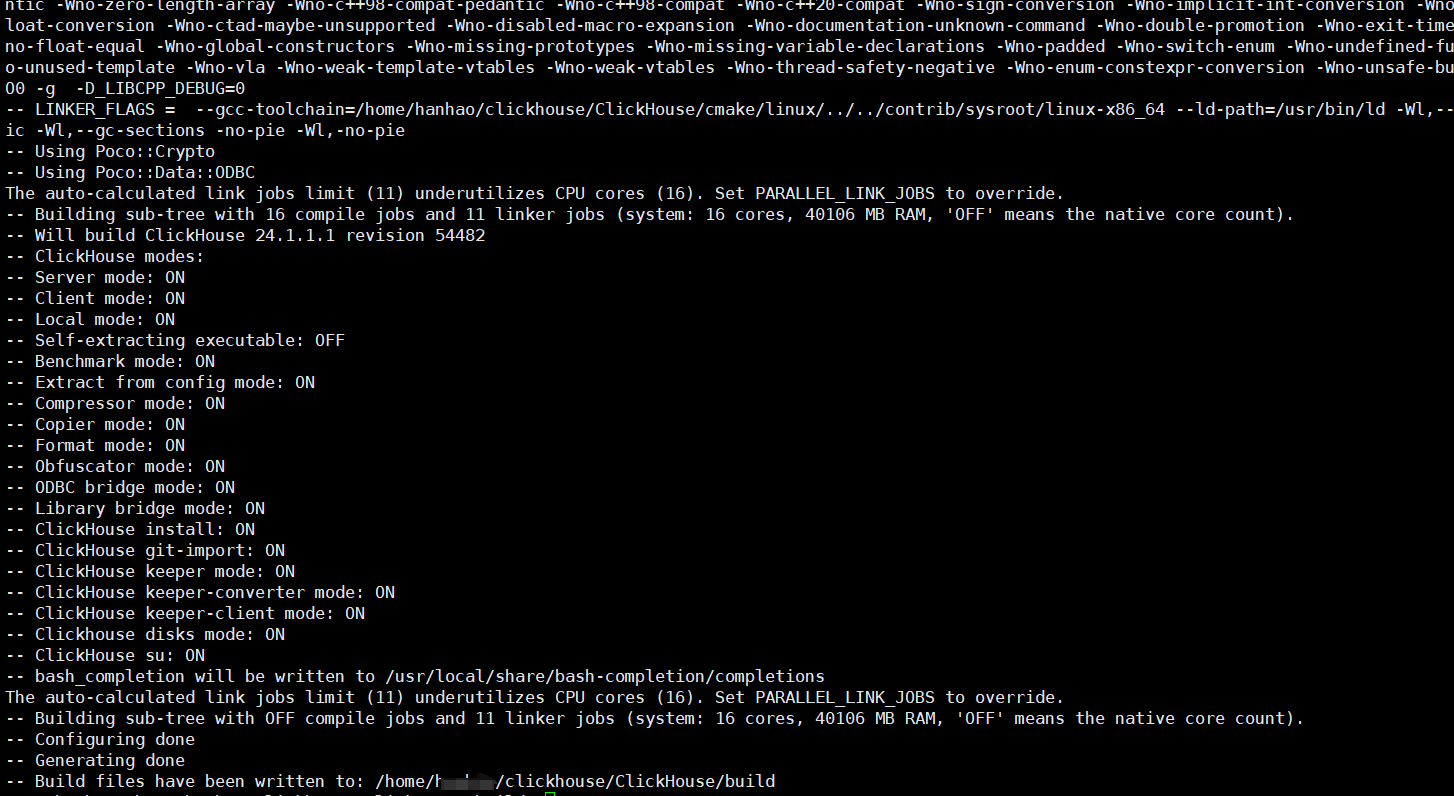 ntic -Wno-zero-length-array -Wno-c++98-compat-pedantic -Wno-c++98-compat -Wno-c++20-compat -Wno-sign-conversion -Wno-implicit-int-conversion -Wno
loat-conversion -Wno-ctad-maybe-unsupported -Wno-disabled-macro-expansion -Wno-documentation-unknown-command -Wno-double-promotion -Wno-exit-time
no-float-equal -Wno-global-constructors -Wno-missing-prototypes -Wno-missing-variable-declarations -Wno-padded -Wno-switch-enum -Wno-undefined-fu
o-unused-template -Wno-vla -Wno-weak-template-vtables -Wno-weak-vtables -Wno-thread-safety-negative -Wno-enum-constexpr-conversion -Wno-unsafe-bu
O0 -g  -D_LIBCPP_DEBUG=0
-- LINKER_FLAGS =  --gcc-toolchain=/home/hanhao/clickhouse/ClickHouse/cmake/linux/../../contrib/sysroot/linux-x86_64 --ld-path=/usr/bin/ld -Wl,--
ic -Wl,--gc-sections -no-pie -Wl,-no-pie
-- Using Poco::Crypto
-- Using Poco::Data::ODBC
The auto-calculated link jobs limit (11) underutilizes CPU cores (16). Set PARALLEL_LINK_JOBS to override.
-- Building sub-tree with 16 compile jobs and 11 linker jobs (system: 16 cores, 40106 MB RAM, 'OFF' means the native core count).
-- Will build ClickHouse 24.1.1.1 revision 54482
-- ClickHouse modes:
-- Server mode: ON
-- Client mode: ON
-- Local mode: ON
-- Self-extracting executable: OFF
-- Benchmark mode: ON
-- Extract from config mode: ON
-- Compressor mode: ON
-- Copier mode: ON
-- Format mode: ON
-- Obfuscator mode: ON
-- ODBC bridge mode: ON
-- Library bridge mode: ON
-- ClickHouse install: ON
-- ClickHouse git-import: ON
-- ClickHouse keeper mode: ON
-- ClickHouse keeper-converter mode: ON
-- ClickHouse keeper-client mode: ON
-- Clickhouse disks mode: ON
-- ClickHouse su: ON
-- bash_completion will be written to /usr/local/share/bash-completion/completions
The auto-calculated link jobs limit (11) underutilizes CPU cores (16). Set PARALLEL_LINK_JOBS to override.
-- Building sub-tree with OFF compile jobs and 11 linker jobs (system: 16 cores, 40106 MB RAM, 'OFF' means the native core count).
-- Configuring done
-- Generating done
-- Build files have been written to: /home/h /clickhouse/ClickHouse/build